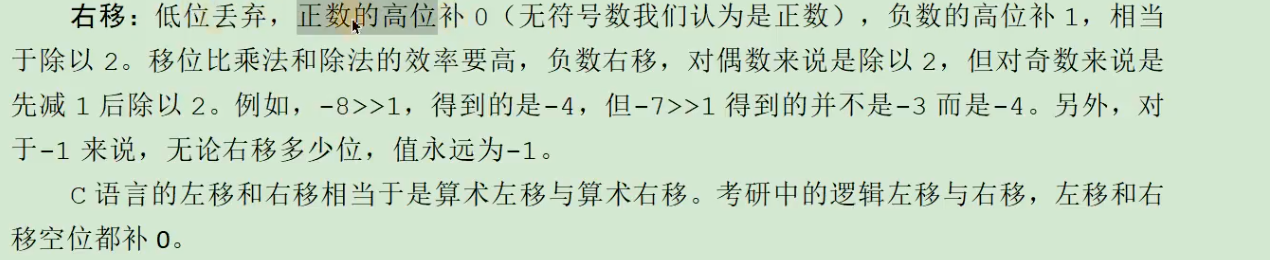 右移：低位丢弃，正数的高位补 0（无符号数我们认为是正数），负数的高位补 1，相当
于除以 2。移位比乘法和除法的效率要高，负数右移，对偶数来说是除以 2，但对奇数来说是
先减 1 后除以 2。例如，-8>>1，得到的是-4，但-7>>1 得到的并不是-3 而是-4。另外，对
于-1 来说，无论右移多少位，值永远为-1。
C 语言的左移和右移相当于是算术左移与算术右移。考研中的逻辑左移与右移，左移和右
移空位都补 0。